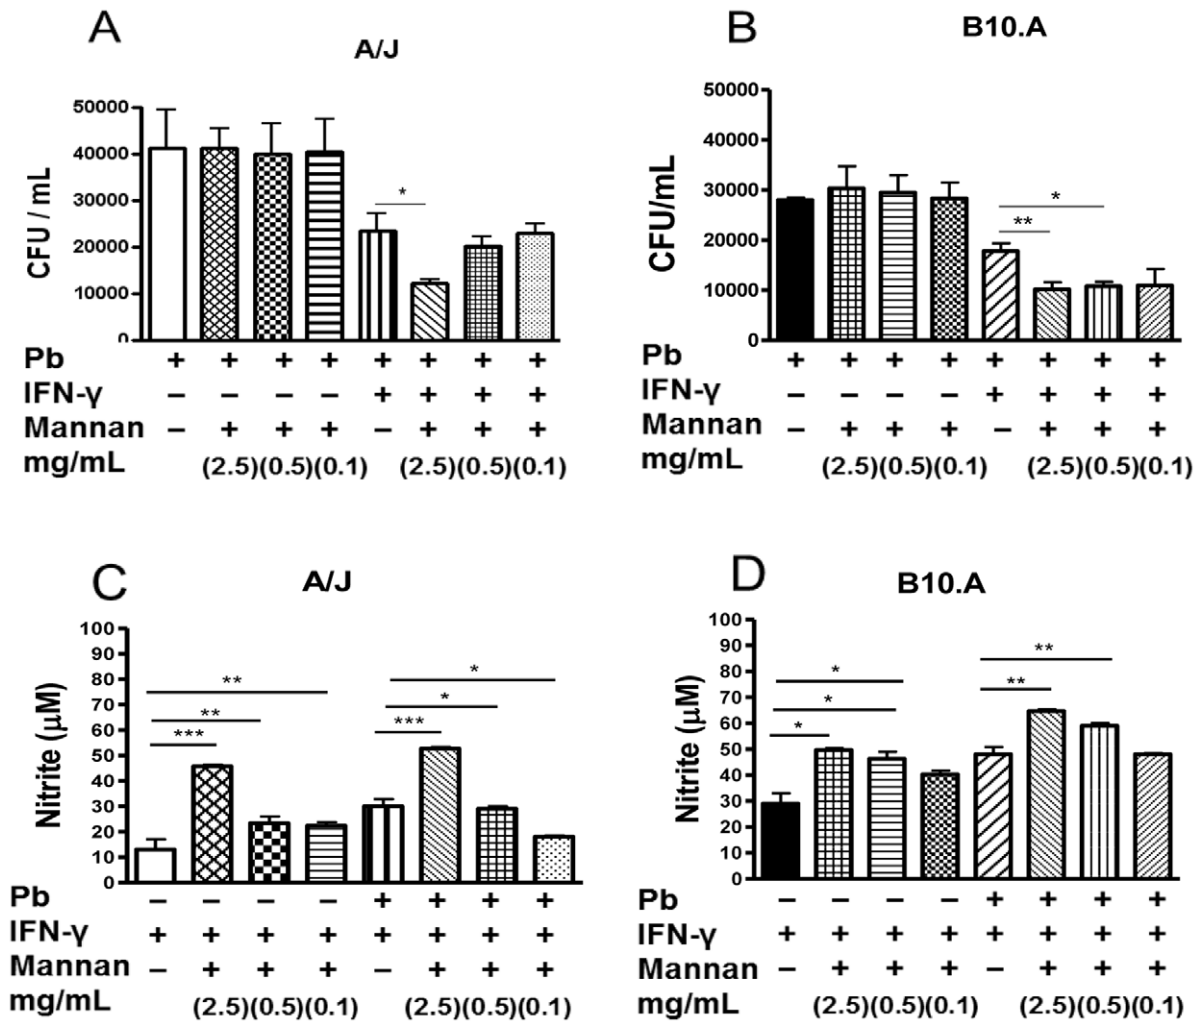 A
A/J
50000
40000
30000
20000
10000
0
CFU / mL
*
Pb + + + + + + + +
IFN-γ – – – – + + + +
Mannan – + + + – + + +
mg/mL (2.5)(0.5)(0.1) (2.5)(0.5)(0.1)
B
B10.A
50000
40000
30000
20000
10000
0
CFU/mL
*
**
Pb + + + + + + + +
IFN-γ – – – – + + + +
Mannan – + + + – + + +
mg/mL (2.5)(0.5)(0.1) (2.5)(0.5)(0.1)
C
A/J
100
90
80
70
60
50
40
30
20
10
0
Nitrite (µM)
**
**
***
*
*
***
Pb – – – – + + + +
IFN-γ + + + + + + + +
Mannan – + + + – + + +
mg/mL (2.5)(0.5)(0.1) (2.5)(0.5)(0.1)
D
B10.A
100
90
80
70
60
50
40
30
20
10
0
Nitrite (µM)
*
*
*
**
**
Pb – – – – + + + +
IFN-γ + + + + + + + +
Mannan – + + + – + + +
mg/mL (2.5)(0.5)(0.1) (2.5)(0.5)(0.1)